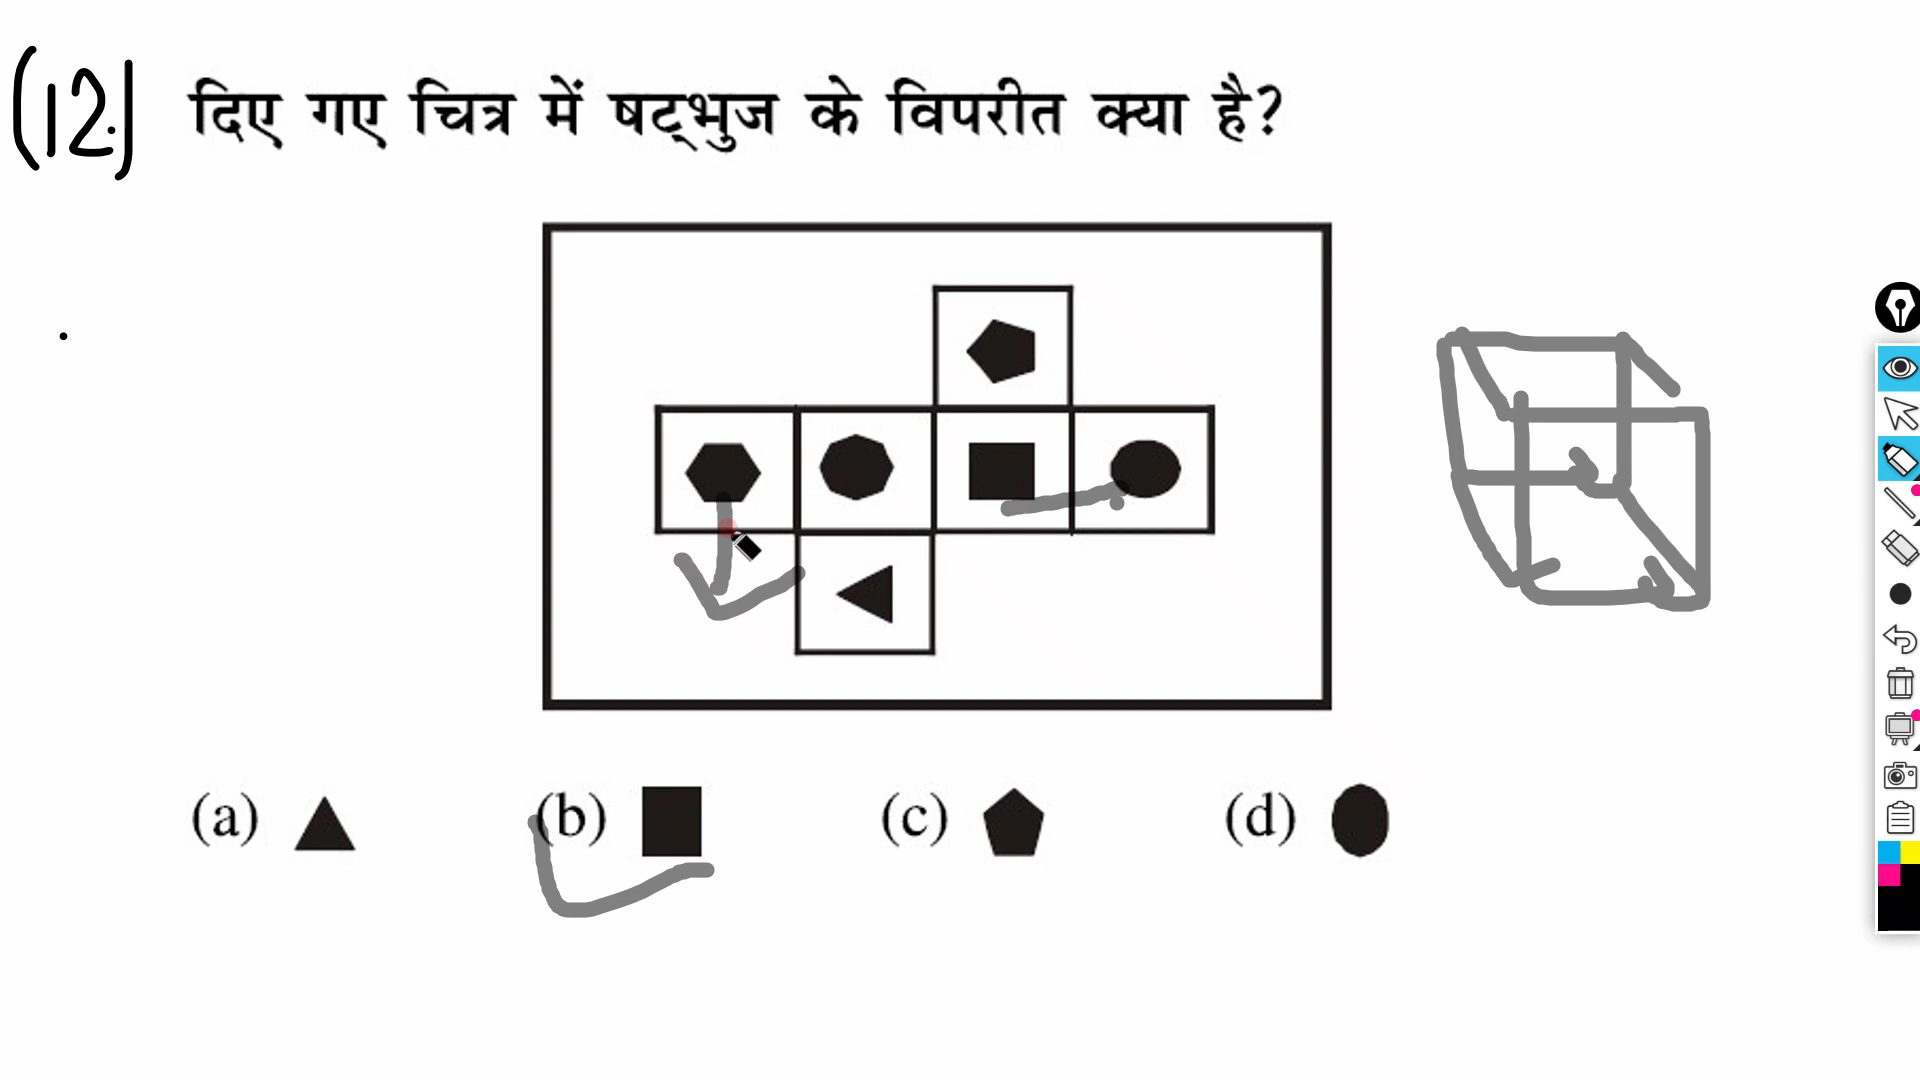 (12.) दिए गए चित्र में षट्भुज के विपरीत क्या है?
(a) (b) (c) (d)